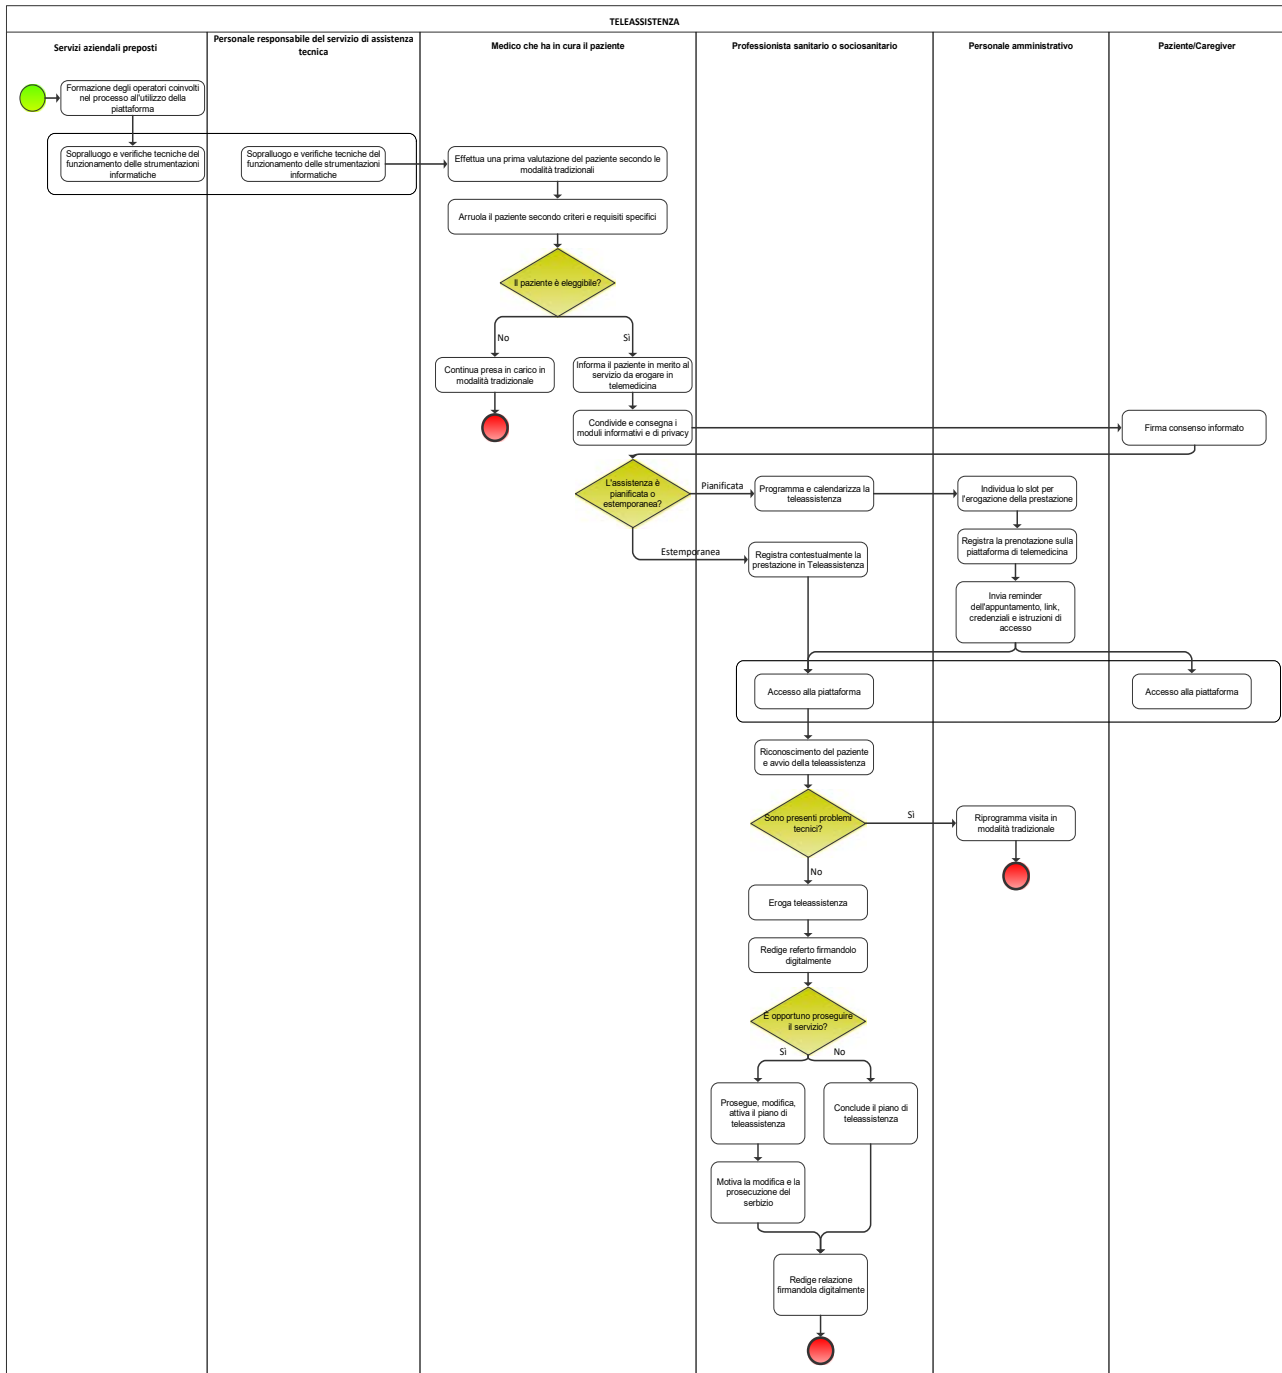 TELEASSISTENZA
Servizi aziendali preposti
Personale responsabile del servizio di assistenza
tecnica
Medico che ha in cura il paziente
Professionista sanitario o sociosanitario
Personale amministrativo
Paziente/Caregiver
Formazione degli operatori coinvolti
nel processo all'utilizzo della
piattaforma
Sopralluogo e verifiche tecniche del
funzionamento delle strumentazioni
informatiche
Sopralluogo e verifiche tecniche del
funzionamento delle strumentazioni
informatiche
Effettua una prima valutazione del paziente secondo le
modalità tradizionali
Arruola il paziente secondo criteri e requisiti specifici
Il paziente è eleggibile?
No
Sì
Continua presa in carico in
modalità tradizionale
Informa il paziente in merito al
servizio da erogare in
telemedicina
Condivide e consegna i
moduli informativi e di privacy
Firma consenso informato
L'assistenza è
pianificata o
estemporanea?
Pianificata
Programma e calendarizza la
teleassistenza
Individua lo slot per
l'erogazione della prestazione
Estemporanea
Registra contestualmente la
prestazione in Teleassistenza
Registra la prenotazione sulla
piattaforma di telemedicina
Invia reminder
dell'appuntamento, link,
credenziali e istruzioni di
accesso
Accesso alla piattaforma
Accesso alla piattaforma
Riconoscimento del paziente
e avvio della teleassistenza
Sono presenti problemi
tecnici?
Sì
Riprogramma visita in
modalità tradizionale
No
Eroga teleassistenza
Redige referto firmandolo
digitalmente
È opportuno proseguire
il servizio?
Sì
No
Prosegue, modifica,
attiva il piano di
teleassistenza
Conclude il piano di
teleassistenza
Motiva la modifica e la
prosecuzione del
serbizio
Redige relazione
firmandola digitalmente